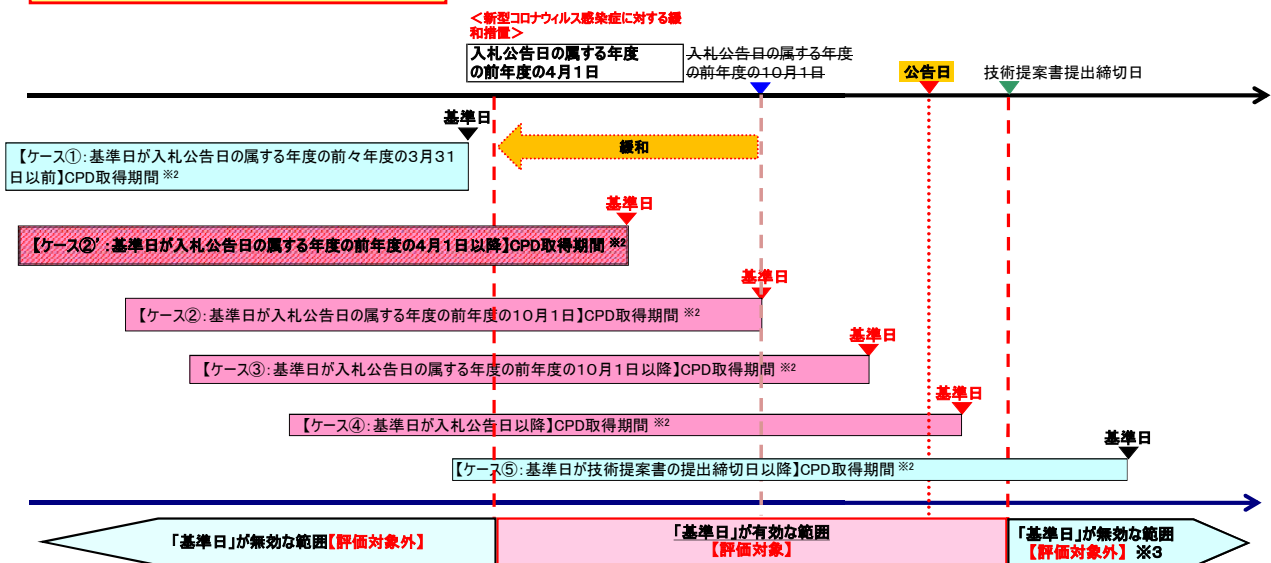 <新型コロナウィルス感染症に対する緩
和措置>
入札公告日の属する年度
の前年度の4月1日
入札公告日の属する年度
の前年度の10月1日
公告日
技術提案書提出締切日
基準日
【ケース①:基準日が入札公告日の属する年度の前々年度の3月31
日以前】CPD取得期間 ※2
緩和
基準日
【ケース②':基準日が入札公告日の属する年度の前年度の4月1日以降】CPD取得期間 ※2
基準日
【ケース②:基準日が入札公告日の属する年度の前年度の10月1日】CPD取得期間 ※2
基準日
【ケース③:基準日が入札公告日の属する年度の前年度の10月1日以降】CPD取得期間 ※2
基準日
【ケース④:基準日が入札公告日以降】CPD取得期間 ※2
基準日
【ケース⑤:基準日が技術提案書の提出締切日以降】CPD取得期間 ※2
「基準日」が無効な範囲【評価対象外】
「基準日」が有効な範囲
【評価対象】
「基準日」が無効な範囲
【評価対象外】 ※3